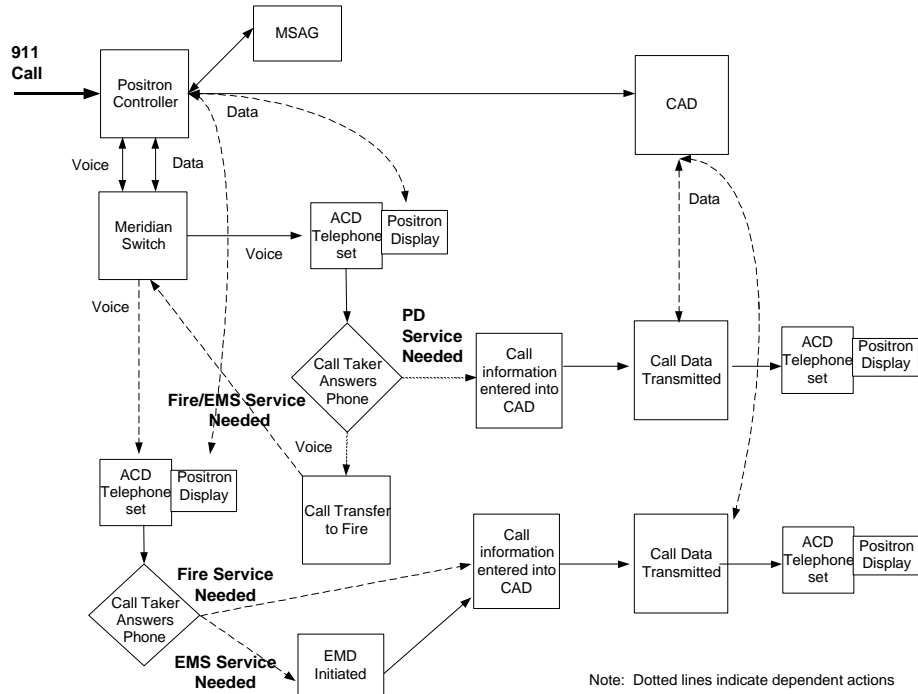 MSAG
911
Call
Positron
Controller
CAD
Data
Voice
Data
Data
Meridian
Switch
ACD
Telephone
set
Positron
Display
Voice
Voice
PD
Service
Needed
Call Taker
Answers
Phone
Call
information
entered into
CAD
Call Data
Transmitted
ACD
Telephone
set
Positron
Display
Fire/EMS Service
Needed
Voice
ACD
Telephone
set
Positron
Display
Call Transfer
to Fire
Call
information
entered into
CAD
Call Data
Transmitted
ACD
Telephone
set
Positron
Display
Fire Service
Needed
Call Taker
Answers
Phone
EMS Service
Needed
EMD
Initiated
Note: Dotted lines indicate dependent actions